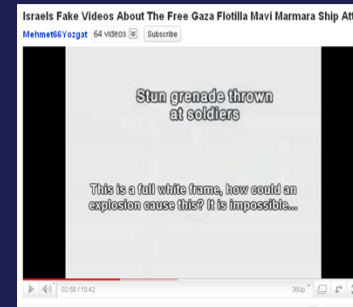 Israels Fake Videos About The Free Gaza Flotilla Mavi Marmara Ship Att
Mehmet66Yozgat 64 videos Subscribe
Stun grenade thrown
at soldiers
This is a full white frame, how could an
explosion cause this? It is impossible...
02:58 / 10:42 360p